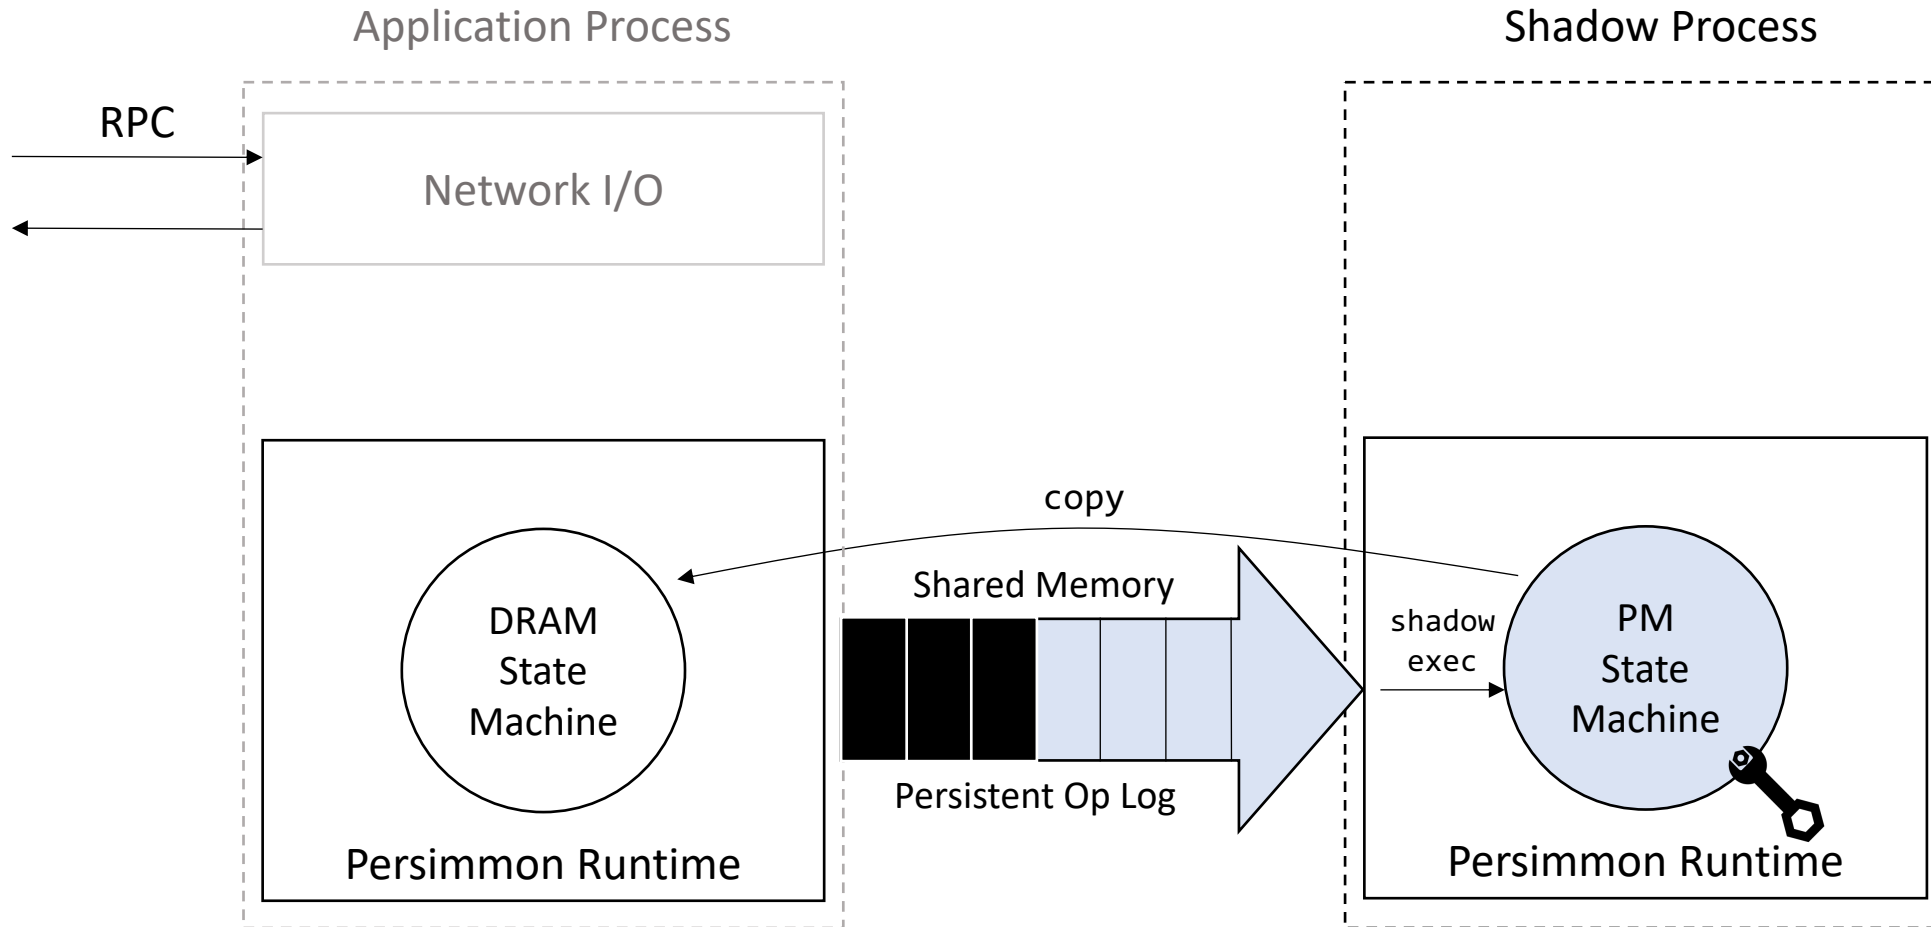 Application Process
Shadow Process
RPC
Network I/O
copy
Shared Memory
DRAM
State
Machine
shadow
exec
PM
State
Machine
Persistent Op Log
Persimmon Runtime
Persimmon Runtime